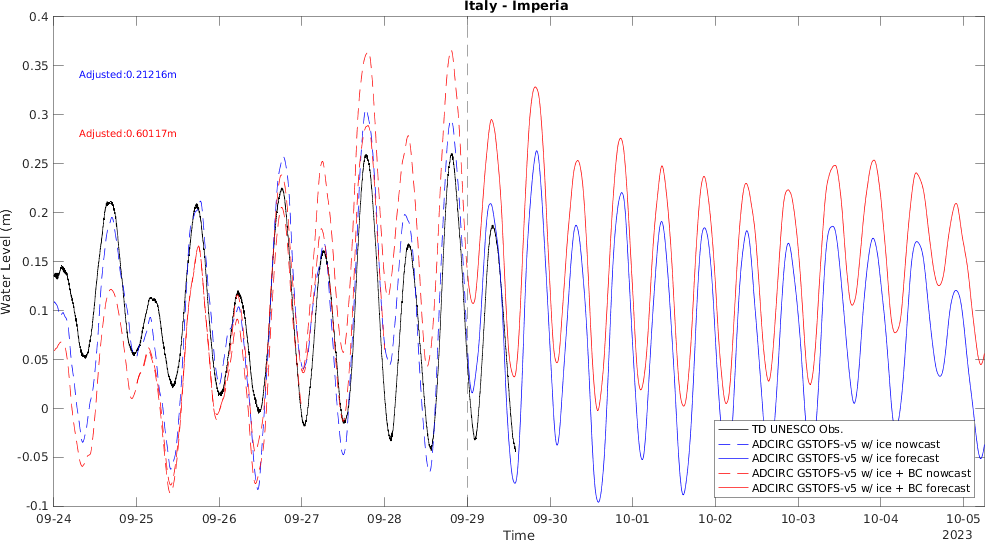 Italy - Imperia
0.4
0.35
0.3
0.25
0.2
0.15
0.1
0.05
0
-0.05
-0.1
Water Level (m)
Adjusted:0.21216m
Adjusted:0.60117m
TD UNESCO Obs.
ADCIRC GSTOFS-v5 w/ ice nowcast
ADCIRC GSTOFS-v5 w/ ice forecast
ADCIRC GSTOFS-v5 w/ ice + BC nowcast
ADCIRC GSTOFS-v5 w/ ice + BC forecast
09-24 09-25 09-26 09-27 09-28 09-29 09-30 10-01 10-02 10-03 10-04 10-05
Time
2023